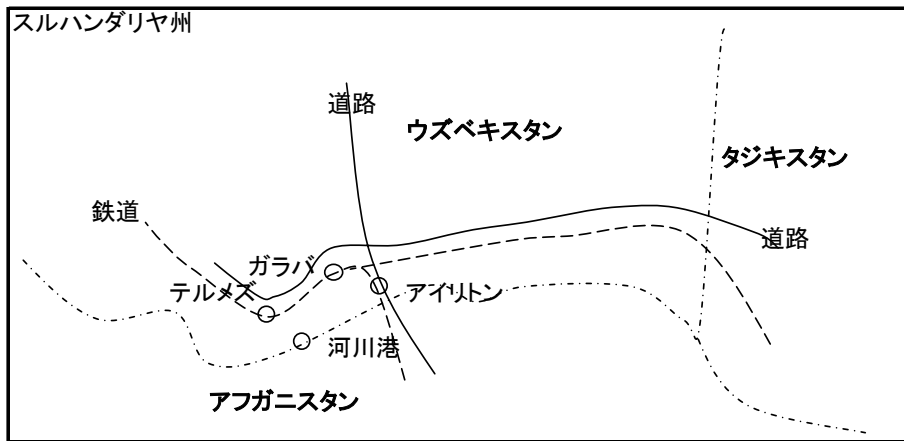 スルハンダリヤ州
道路
ウズベキスタン
タジキスタン
鉄道
道路
ガラバ
テルメズ
アイリトン
河川港
アフガニスタン